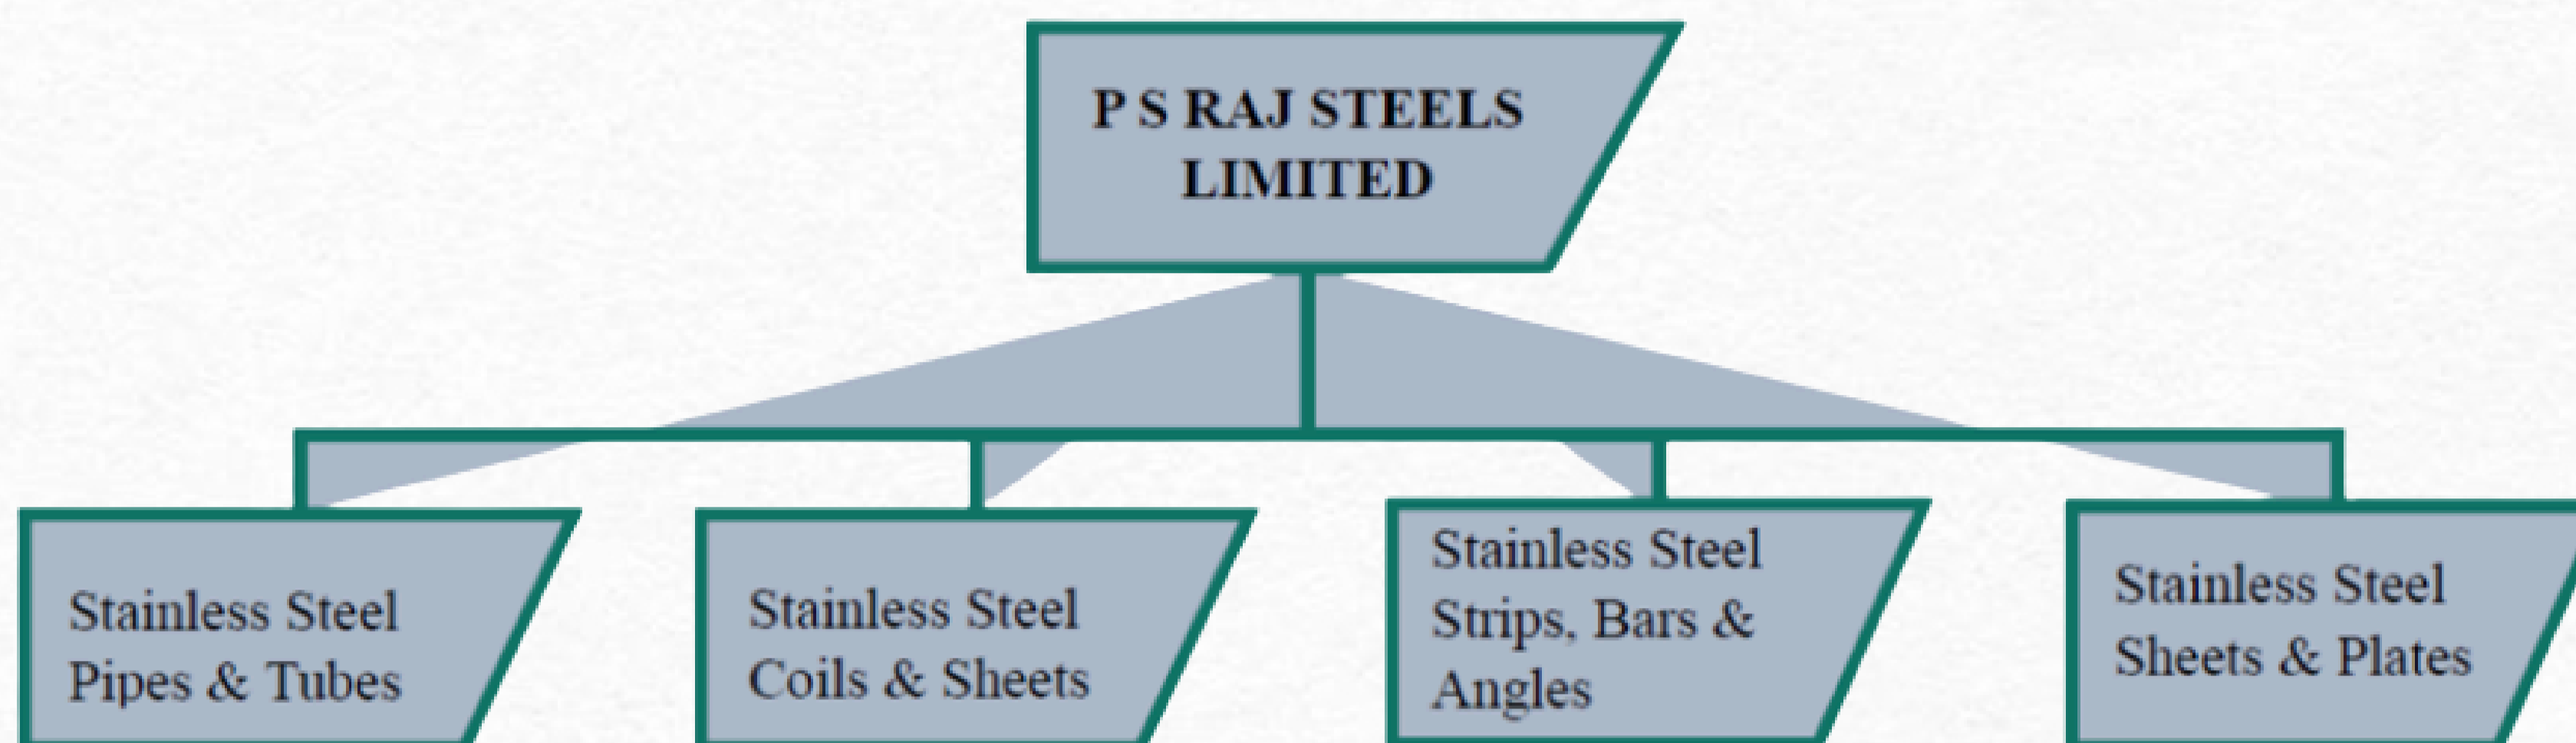 P S RAJ STEELS
LIMITED
Stainless Steel
Pipes & Tubes
Stainless Steel
Coils & Sheets
Stainless Steel
Strips, Bars &
Angles
Stainless Steel
Sheets & Plates